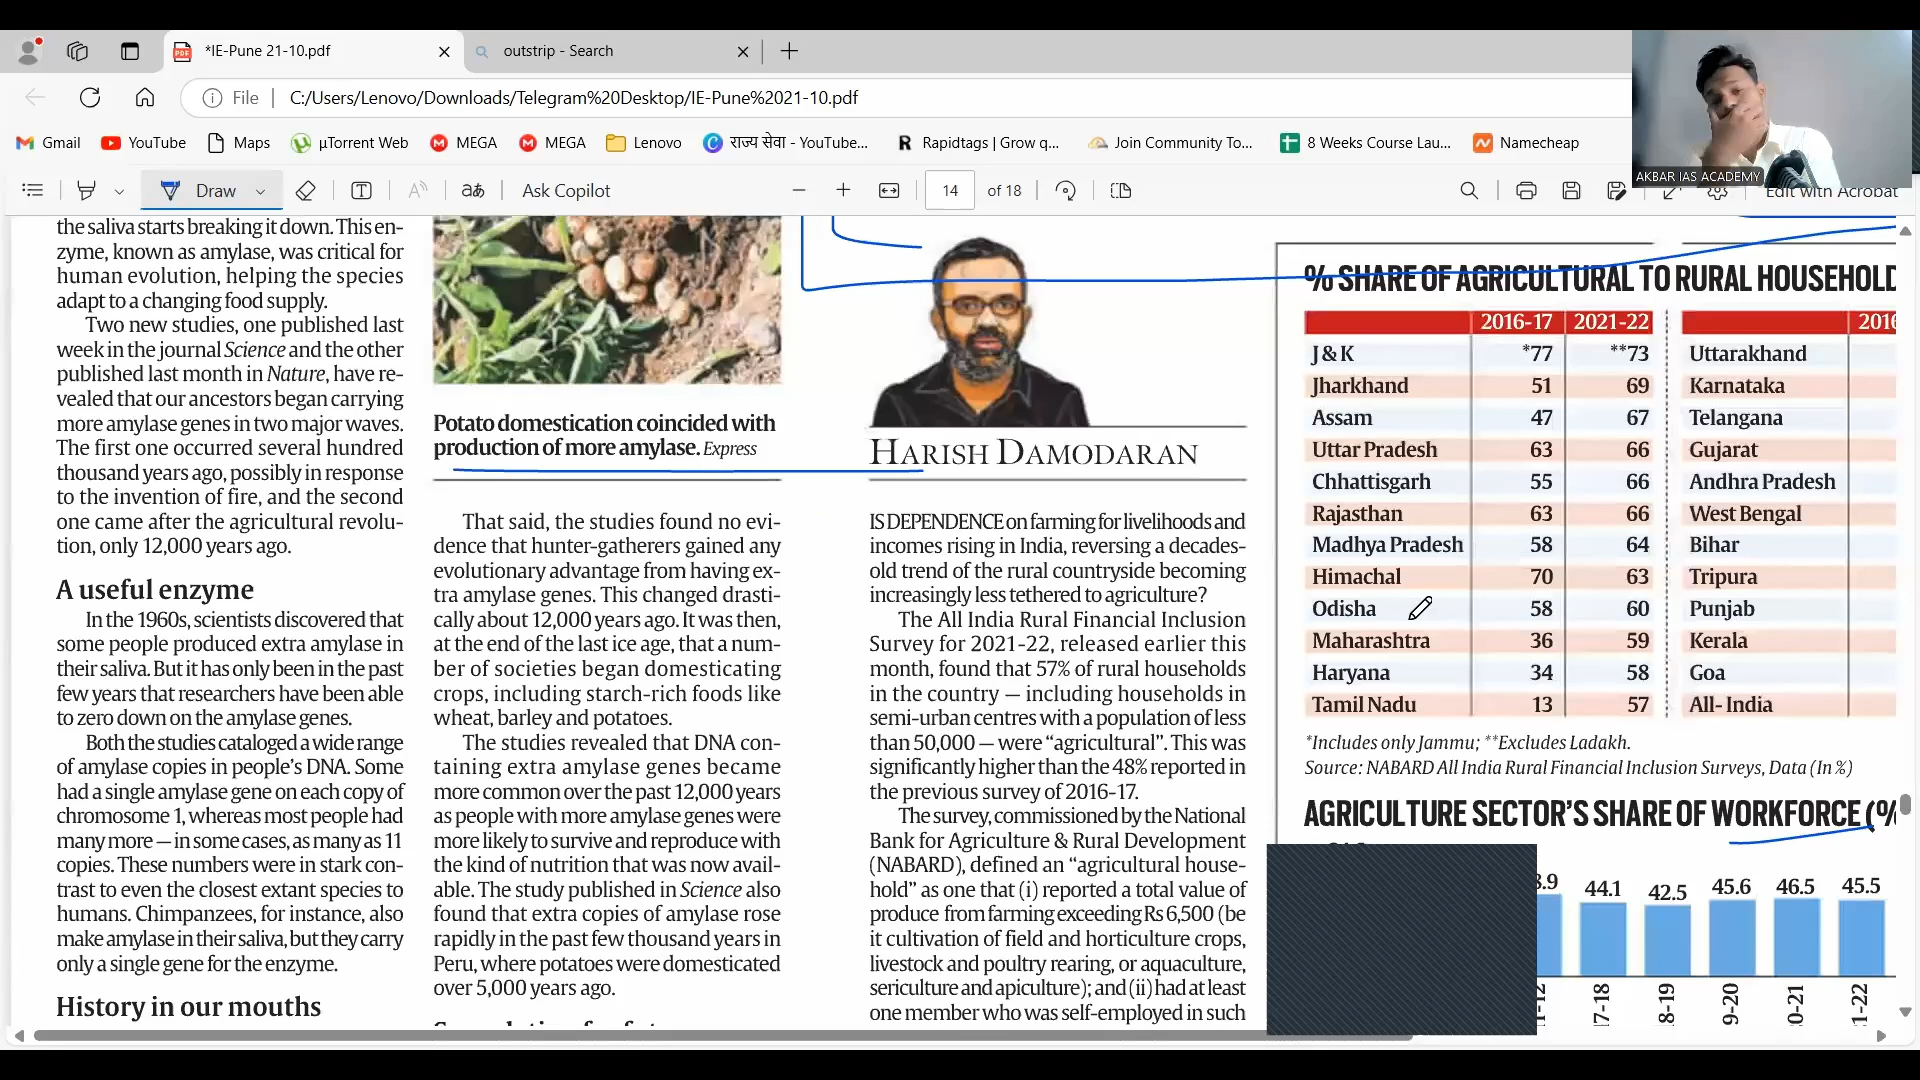 *IE-Pune 21-10.pdf
outstrip - Search
File
C:/Users/Lenovo/Downloads/Telegram%20Desktop/IE-Pune%2021-10.pdf
Gmail
YouTube
Maps
µTorrent Web
MEGA
MEGA
Lenovo
राज्य सेवा - YouTube...
Rapidtags | Grow q...
Join Community To...
8 Weeks Course Lau...
Namecheap
AKBAR IAS ACADEMY
Draw
Ask Copilot
14 of 18
Edit with Acrobat
the saliva starts breaking it down. This en-
zyme, known as amylase, was critical for
human evolution, helping the species
adapt to a changing food supply.
Two new studies, one published last
week in the journal Science and the other
published last month in Nature, have re-
vealed that our ancestors began carrying
more amylase genes in two major waves.
The first one occurred several hundred
thousand years ago, possibly in response
to the invention of fire, and the second
one came after the agricultural revolu-
tion, only 12,000 years ago.
A useful enzyme
In the 1960s, scientists discovered that
some people produced extra amylase in
their saliva. But it has only been in the past
few years that researchers have been able
to zero down on the amylase genes.
Both the studies cataloged a wide range
of amylase copies in people's DNA. Some
had a single amylase gene on each copy of
chromosome 1, whereas most people had
many more — in some cases, as many as 11
copies. These numbers were in stark con-
trast to even the closest extant species to
humans. Chimpanzees, for instance, also
make amylase in their saliva, but they carry
only a single gene for the enzyme.
History in our mouths
Potato domestication coincided with
production of more amylase. Express
That said, the studies found no evi-
dence that hunter-gatherers gained any
evolutionary advantage from having ex-
tra amylase genes. This changed drasti-
cally about 12,000 years ago. It was then,
at the end of the last ice age, that a num-
ber of societies began domesticating
crops, including starch-rich foods like
wheat, barley and potatoes.
The studies revealed that DNA con-
taining extra amylase genes became
more common over the past 12,000 years
as people with more amylase genes were
more likely to survive and reproduce with
the kind of nutrition that was now avail-
able. The study published in Science also
found that extra copies of amylase rose
rapidly in the past few thousand years in
Peru, where potatoes were domesticated
over 5,000 years ago.
HARISH DAMODARAN
IS DEPENDENCE on farming for livelihoods and
incomes rising in India, reversing a decades-
old trend of the rural countryside becoming
increasingly less tethered to agriculture?
The All India Rural Financial Inclusion
Survey for 2021-22, released earlier this
month, found that 57% of rural households
in the country — including households in
semi-urban centres with a population of less
than 50,000 — were “agricultural”. This was
significantly higher than the 48% reported in
the previous survey of 2016-17.
The survey, commissioned by the National
Bank for Agriculture & Rural Development
(NABARD), defined an “agricultural house-
hold” as one that (i) reported a total value of
produce from farming exceeding Rs 6,500 (be
it cultivation of field and horticulture crops,
livestock and poultry rearing, or aquaculture,
sericulture and apiculture); and (ii) had at least
one member who was self-employed in such
% SHARE OF AGRICULTURAL TO RURAL HOUSEHOLD
2016-17 2021-22 2016
J & K *77 **73 Uttarakhand
Jharkhand 51 69 Karnataka
Assam 47 67 Telangana
Uttar Pradesh 63 66 Gujarat
Chhattisgarh 55 66 Andhra Pradesh
Rajasthan 63 66 West Bengal
Madhya Pradesh 58 64 Bihar
Himachal 70 63 Tripura
Odisha 58 60 Punjab
Maharashtra 36 59 Kerala
Haryana 34 58 Goa
Tamil Nadu 13 57 All- India
*Includes only Jammu; **Excludes Ladakh.
Source: NABARD All India Rural Financial Inclusion Surveys, Data (In %)
AGRICULTURE SECTOR'S SHARE OF WORKFORCE (%
3.9 44.1 42.5 45.6 46.5 45.5
1-12 7-18 8-19 9-20 0-21 1-22